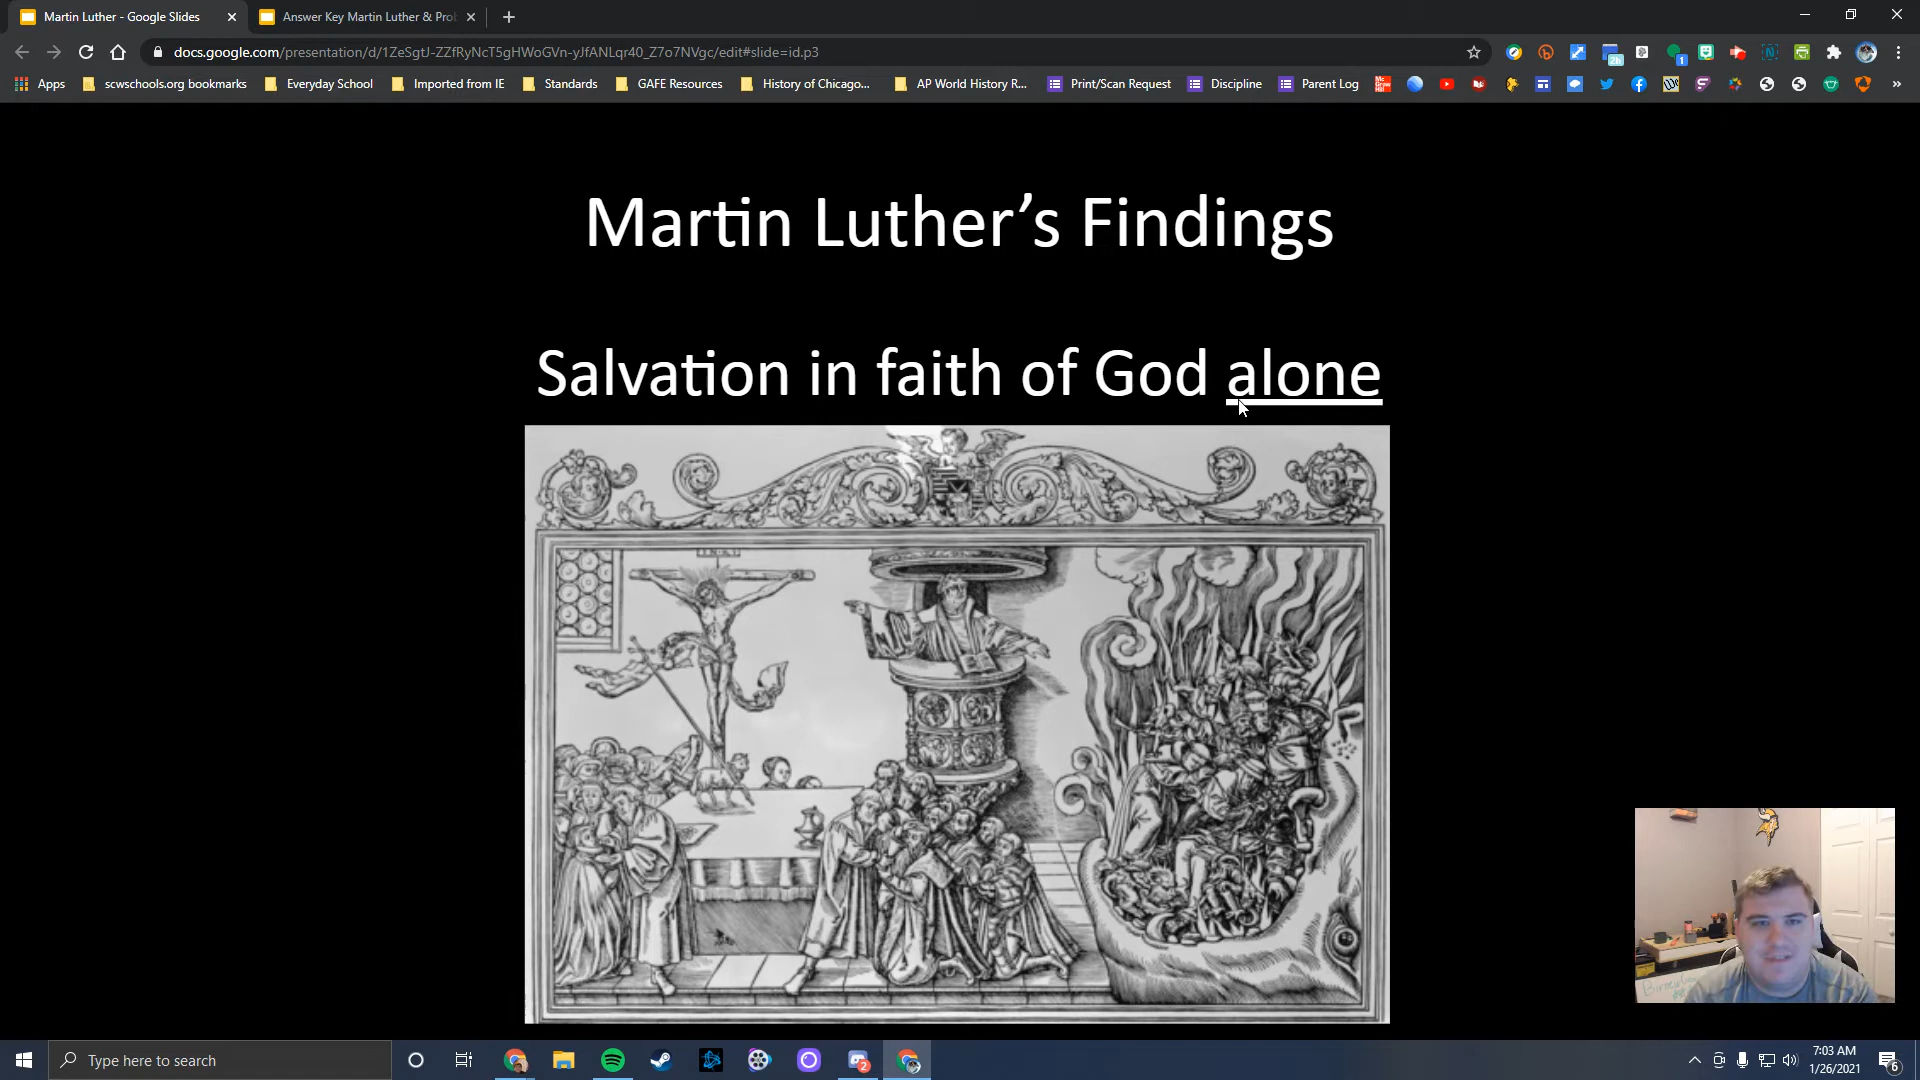 Martin Luther - Google Slides
Answer Key Martin Luther & Pro
docs.google.com/presentation/d/1ZeSgtJ-ZZfRyNcT5gHWoGVn-yJfANLqr40_Z7o7NVgc/edit#slide=id.p3
Apps
scwschools.org bookmarks
Everyday School
Imported from IE
Standards
GAFE Resources
History of Chicago...
AP World History R...
Print/Scan Request
Discipline
Parent Log
Martin Luther’s Findings
Salvation in faith of God alone
Type here to search
2
7:03 AM
1/26/2021
6